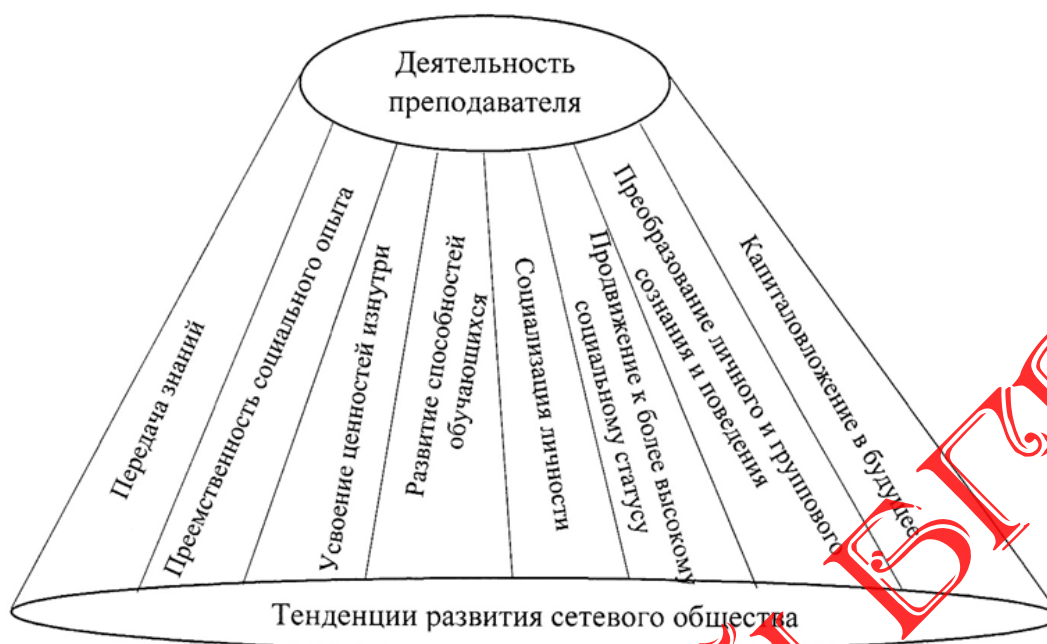 Деятельность
преподавателя
Передача знаний
Преемственность социального опыта
Усвоение ценностей изнутри
Развитие способностей
обучающихся
Социализация личности
Продвижение к более высокому
социальному статусу
Преобразование личного и группового
сознания и поведения
Капиталовложение в будущее
Тенденции развития сетевого общества